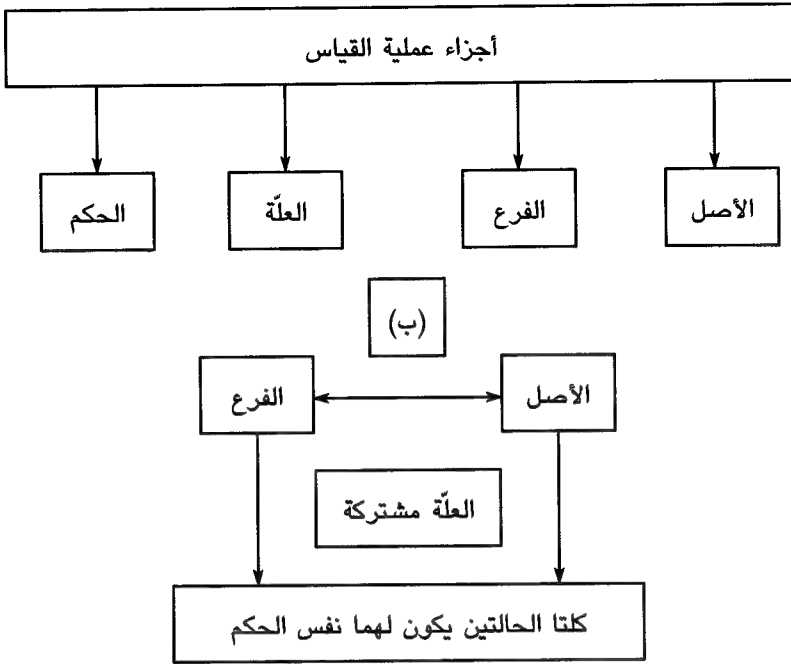 أجزاء عملية القياس
الأصل
الفرع
العلّة
الحكم
(ب)
الأصل
الفرع
العلّة مشتركة
كلتا الحالتين يكون لهما نفس الحكم